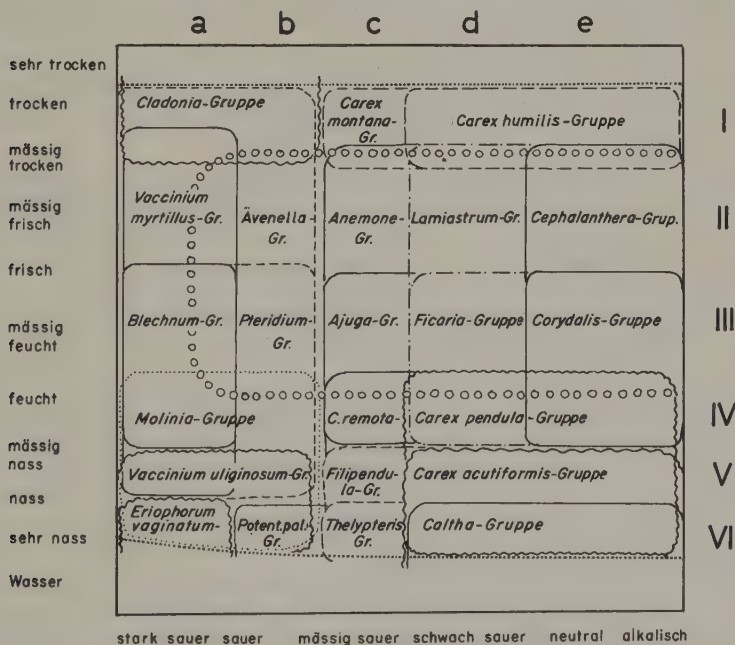 a b c d e
sehr trocken
trocken
mässig
trocken
mässig
frisch
frisch
mässig
feucht
feucht
mässig
nass
nass
sehr nass
Wasser
Cladonia-Gruppe
Carex
montana-
Gr.
Carex humilis-Gruppe
I
Vaccinium
myrtillus-Gr.
Avenella-
Gr.
Anemone-
Gr.
Lamiastrum-Gr.
Cephalanthera-Grup.
II
Blechnum-Gr.
Pteridium-
Gr.
Ajuga-Gr.
Ficaria-Gruppe
Corydalis-Gruppe
III
Molinia-Gruppe
C.remota-
Carex pendula-Gruppe
IV
Vaccinium uliginosum-Gr.
Filipendu-
la-Gr.
Carex acutiformis-Gruppe
V
Eriophorum
vaginatum-
Potent.pal.-
Gr.
Thelypteris
Gr.
Caltha-Gruppe
VI
stark sauer sauer mässig sauer schwach sauer neutral alkalisch